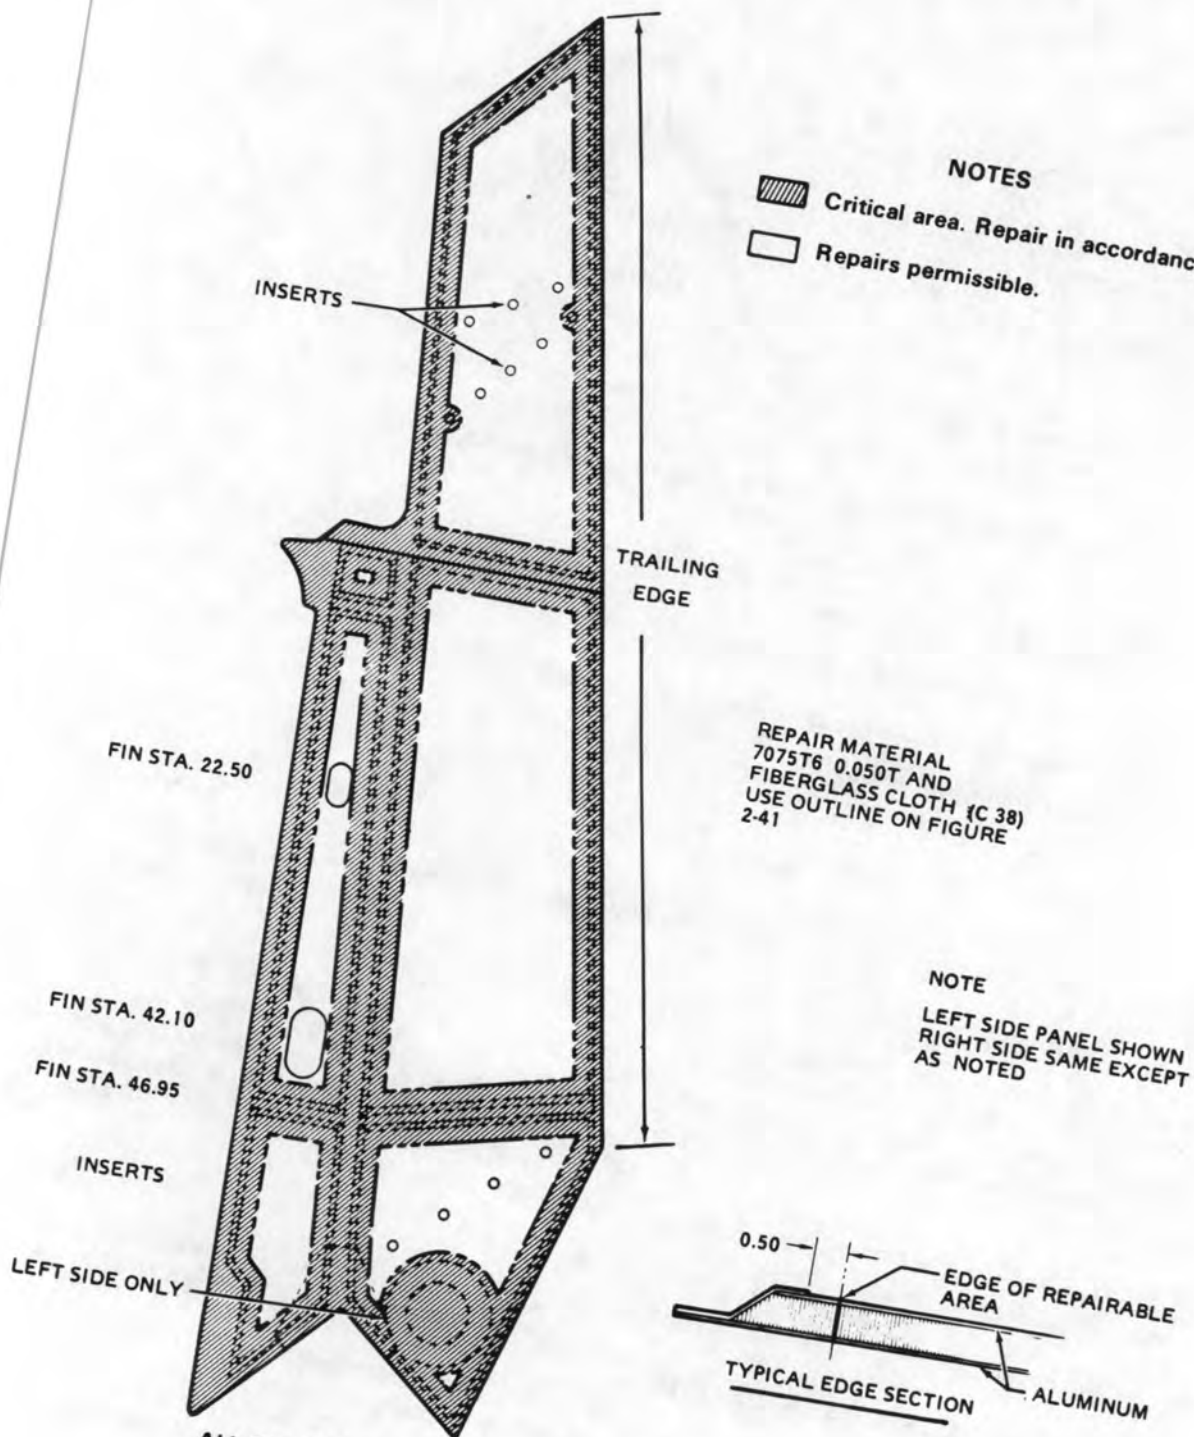 NOTES
Critical area. Repair in accordanc
Repairs permissible.
INSERTS
TRAILING
EDGE
FIN STA. 22.50
REPAIR MATERIAL
7075T6 0.050T AND
FIBERGLASS CLOTH (C 38)
USE OUTLINE ON FIGURE
2-41
FIN STA. 42.10
FIN STA. 46.95
NOTE
LEFT SIDE PANEL SHOWN
RIGHT SIDE SAME EXCEPT
AS NOTED
INSERTS
LEFT SIDE ONLY
0.50
EDGE OF REPAIRABLE
AREA
ALUMINUM
TYPICAL EDGE SECTION